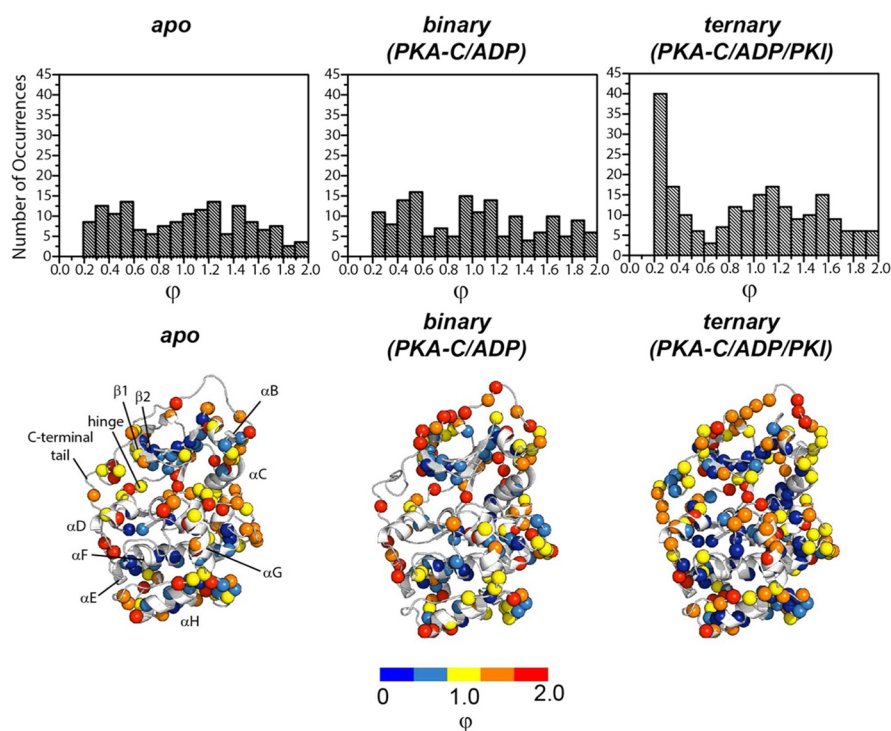 apo
binary
(PKA-C/ADP)
ternary
(PKA-C/ADP/PKI)
Number of Occurrences
45
40
35
30
25
20
15
10
5
0
0.0 0.2 0.4 0.6 0.8 1.0 1.2 1.4 1.6 1.8 2.0
φ
45
40
35
30
25
20
15
10
5
0
0.0 0.2 0.4 0.6 0.8 1.0 1.2 1.4 1.6 1.8 2.0
φ
45
40
35
30
25
20
15
10
5
0
0.0 0.2 0.4 0.6 0.8 1.0 1.2 1.4 1.6 1.8 2.0
φ
apo
binary
(PKA-C/ADP)
ternary
(PKA-C/ADP/PKI)
β1
β2
αB
hinge
C-terminal
tail
αC
αD
αF
αG
αE
αH
0 1.0 2.0
φ